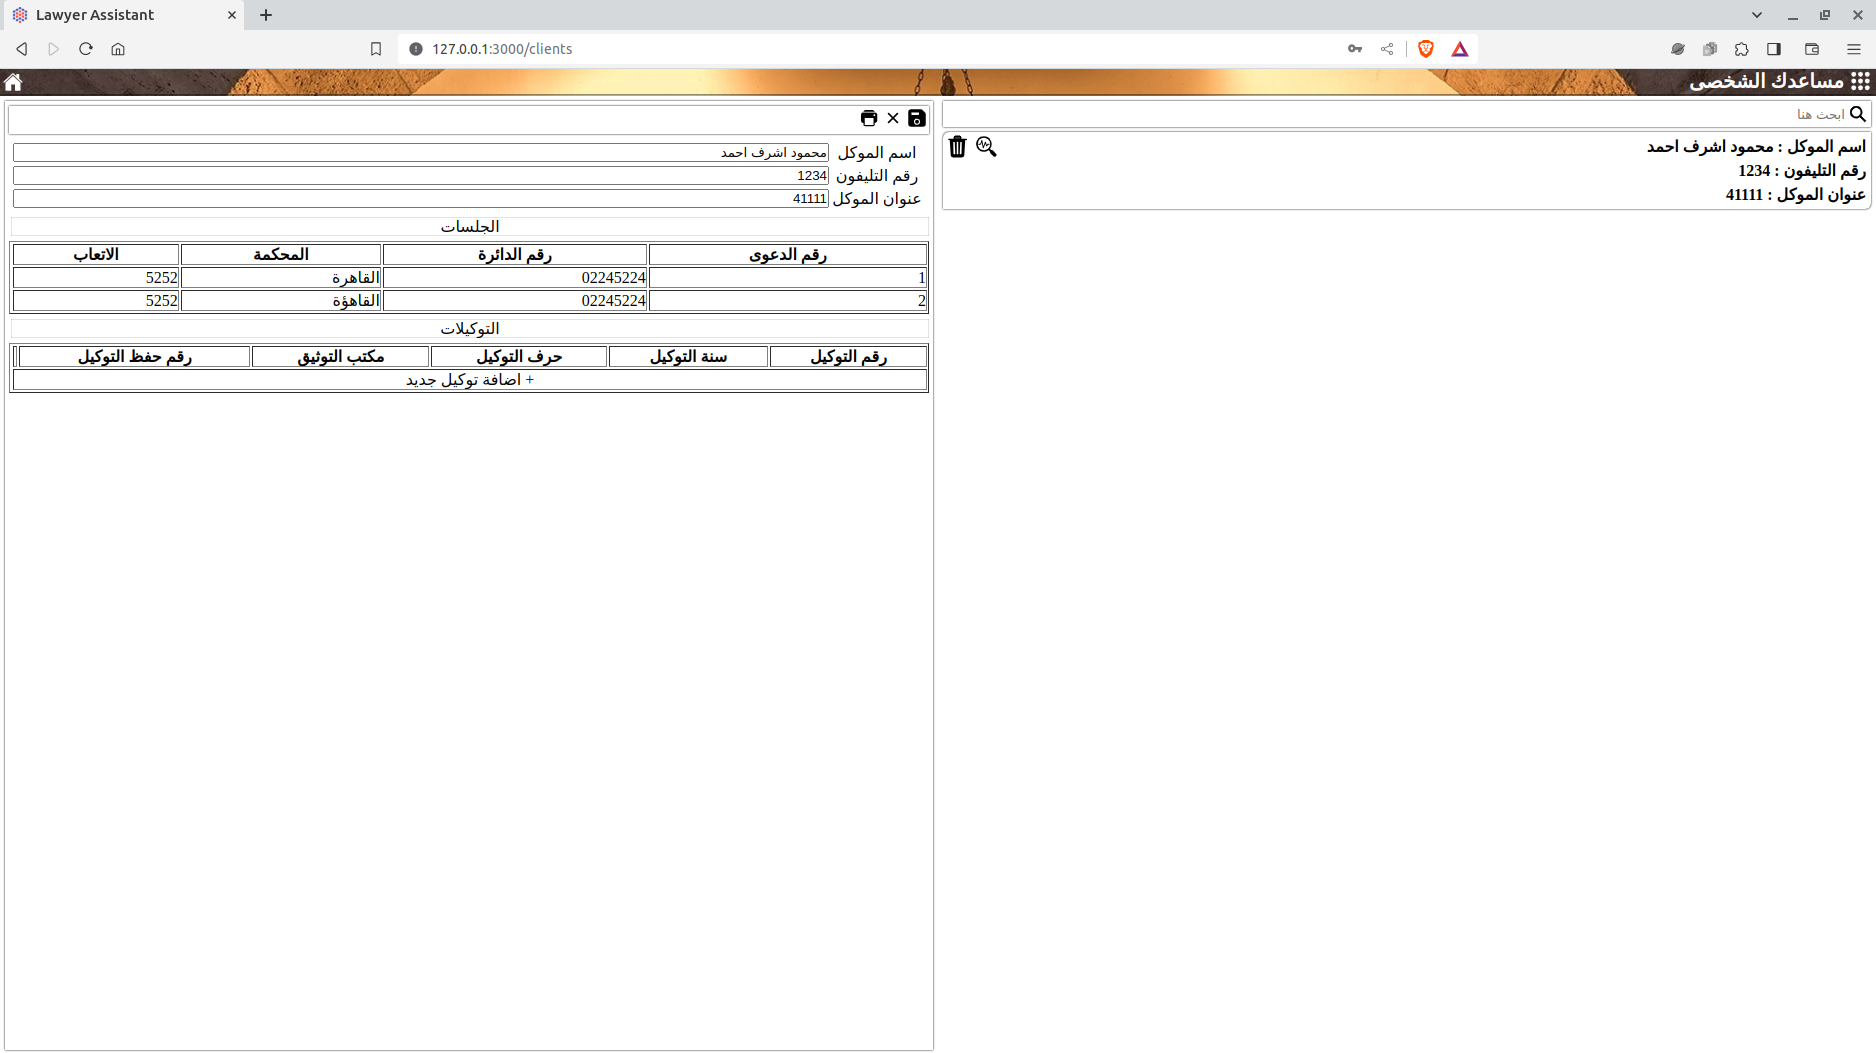 Lawyer Assistant
127.0.0.1:3000/clients
مساعدك الشخصى
ابحث هنا
اسم الموكل : محمود اشرف احمد
رقم التليفون : 1234
عنوان الموكل : 41111
اسم الموكل محمود اشرف احمد
رقم التليفون 1234
عنوان الموكل 41111
الجلسات
رقم الدعوى رقم الدائرة المحكمة الاتعاب
1 02245224 القاهرة 5252
2 02245224 القاهؤة 5252
التوكيلات
رقم التوكيل سنة التوكيل حرف التوكيل مكتب التوثيق رقم حفظ التوكيل
+ اضافة توكيل جديد